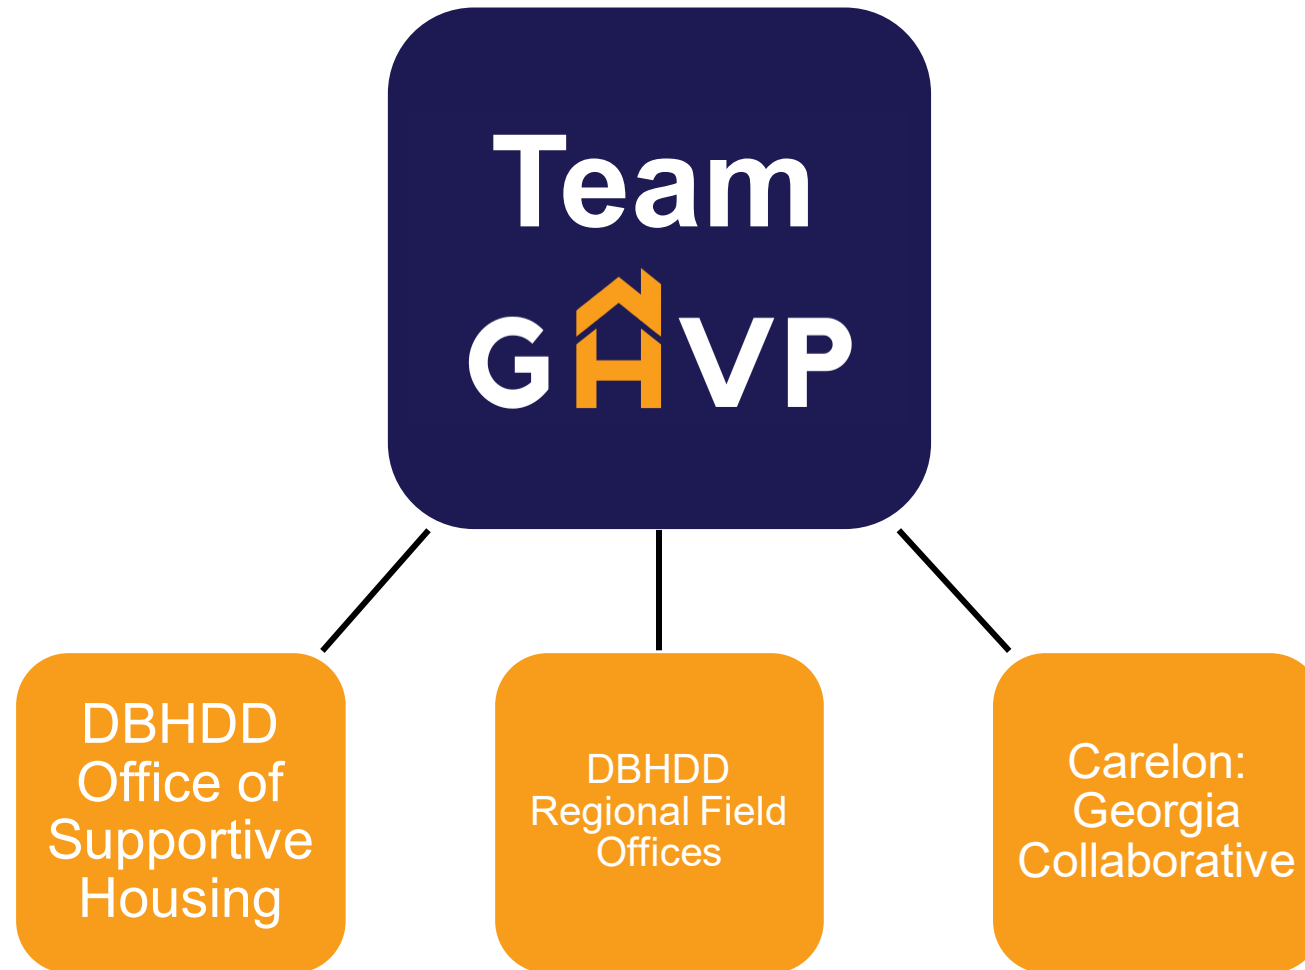 Team
GHVP
DBHDD
Office of
Supportive
Housing
DBHDD
Regional Field
Offices
Carelon:
Georgia
Collaborative